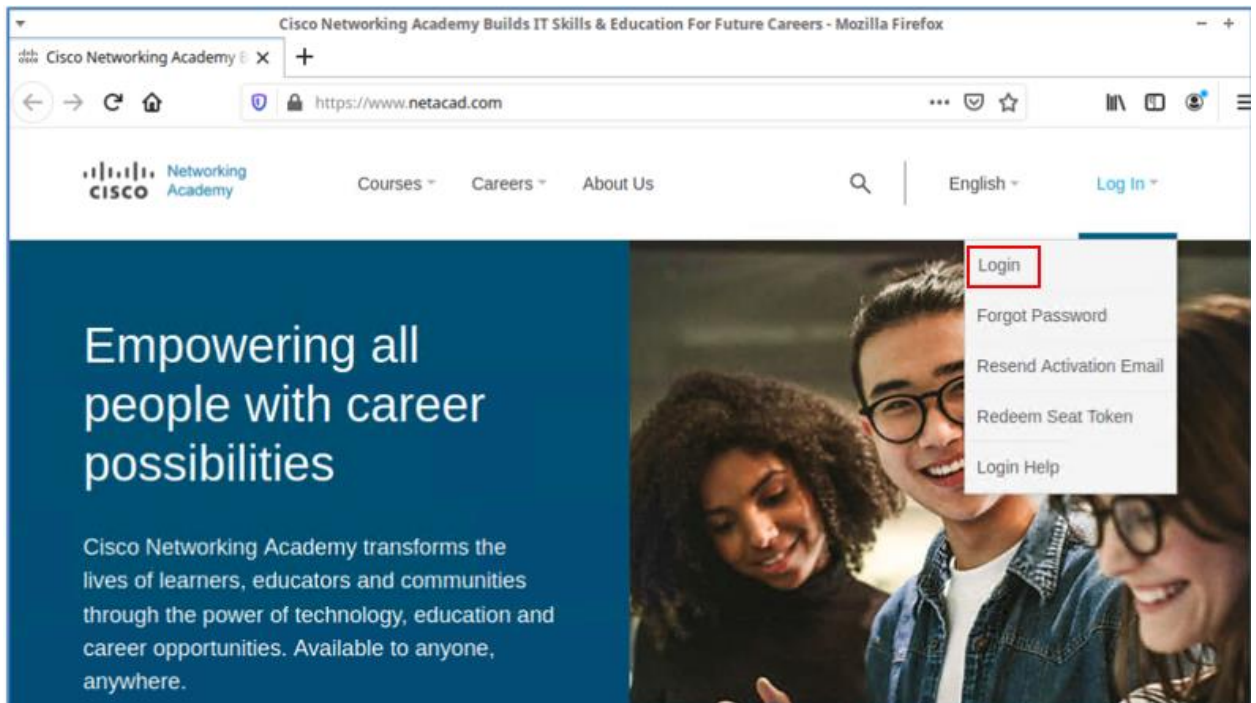 Cisco Networking Academy Builds IT Skills & Education For Future Careers - Mozilla Firefox
Cisco Networking Academy
https://www.netacad.com
CISCO Networking Academy
Courses
Careers
About Us
English
Log In
Login
Forgot Password
Resend Activation Email
Redeem Seat Token
Login Help
Empowering all
people with career
possibilities
Cisco Networking Academy transforms the
lives of learners, educators and communities
through the power of technology, education and
career opportunities. Available to anyone,
anywhere.